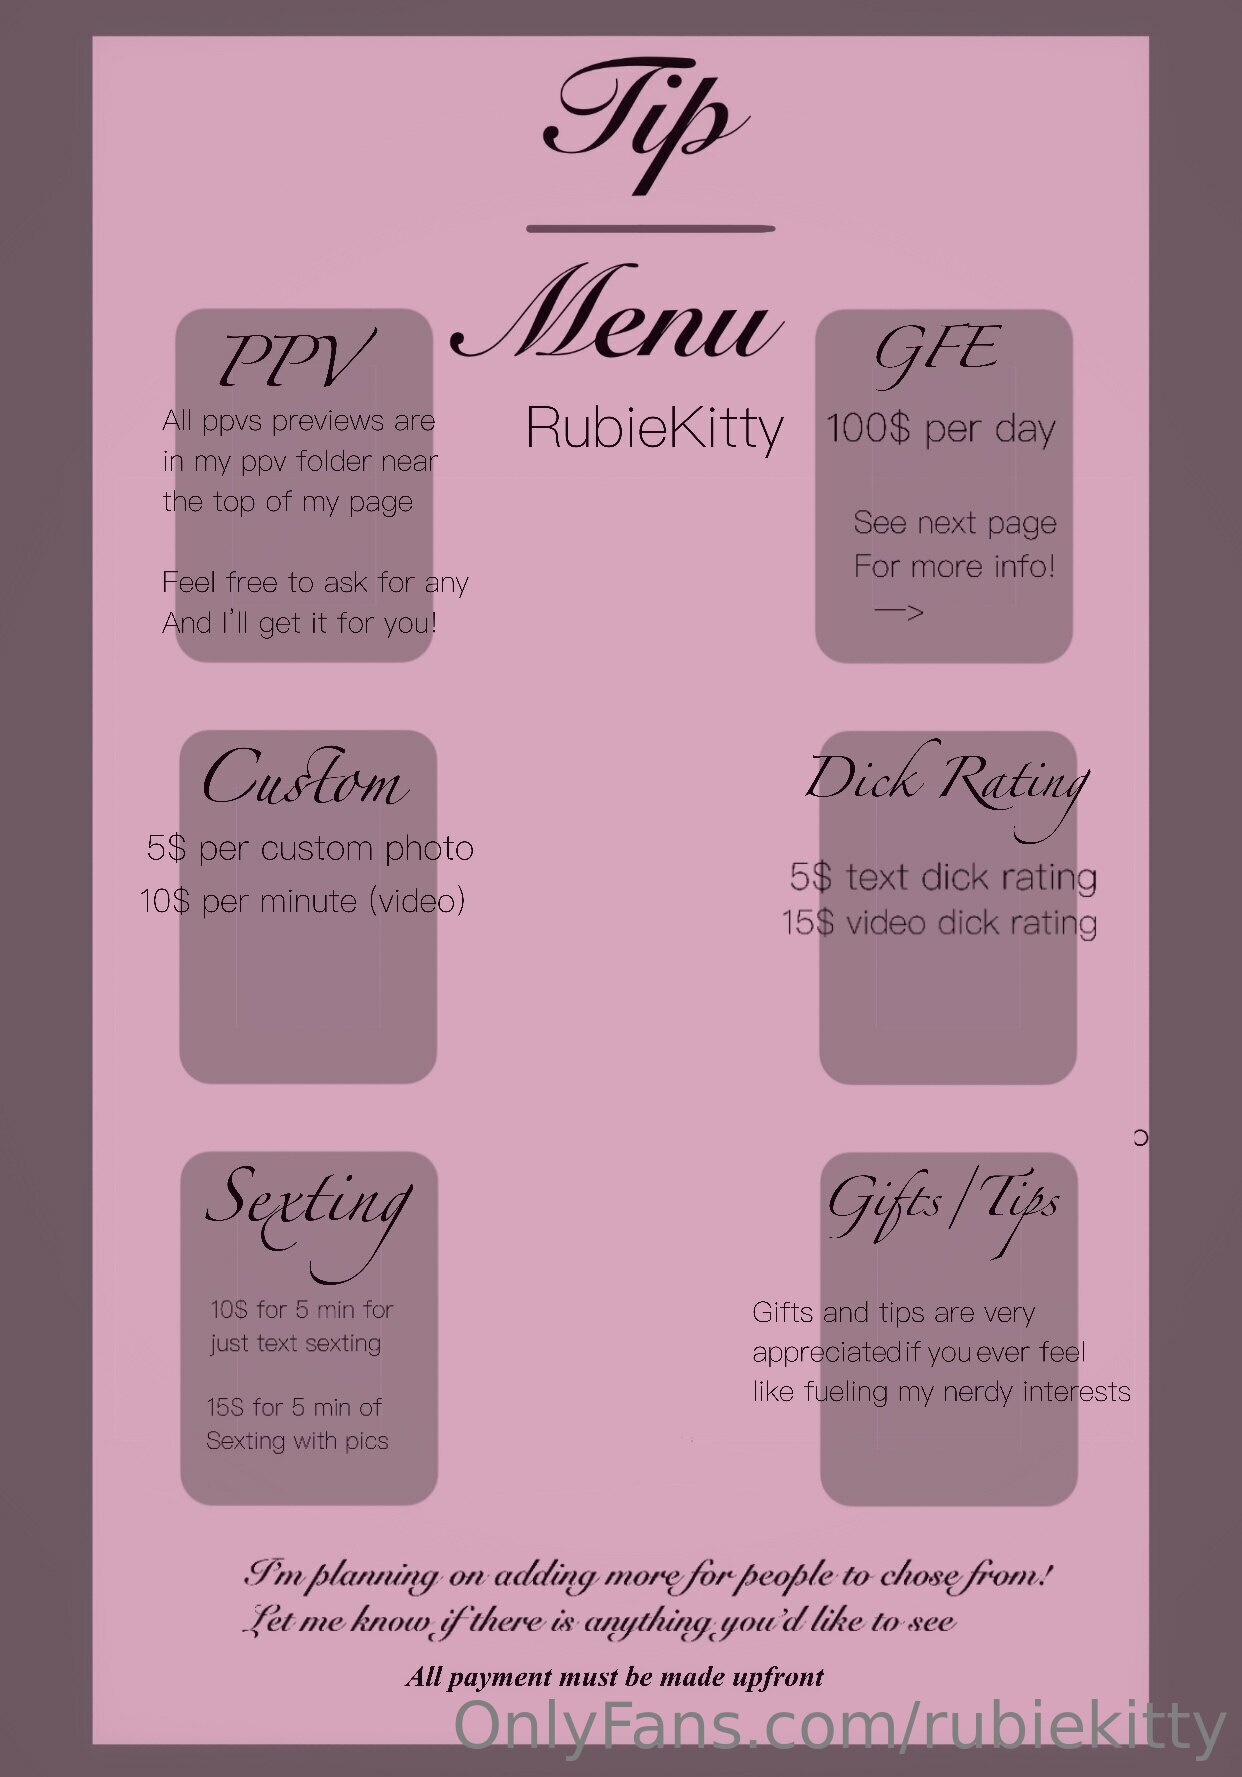 Tip
Menu
RubieKitty
PPV
All ppvs previews are
in my ppv folder near
the top of my page
Feel free to ask for any
And I'll get it for you!
GFE
100$ per day
See next page
For more info!
—>
Custom
5$ per custom photo
10$ per minute (video)
Dick Rating
5$ text dick rating
15$ video dick rating
Sexting
10$ for 5 min for
just text sexting
15$ for 5 min of
Sexting with pics
Gifts/Tips
Gifts and tips are very
appreciated if you ever feel
like fueling my nerdy interests
I'm planning on adding more for people to chose from!
Let me know if there is anything you'd like to see
All payment must be made upfront
OnlyFans.com/rubiekitty